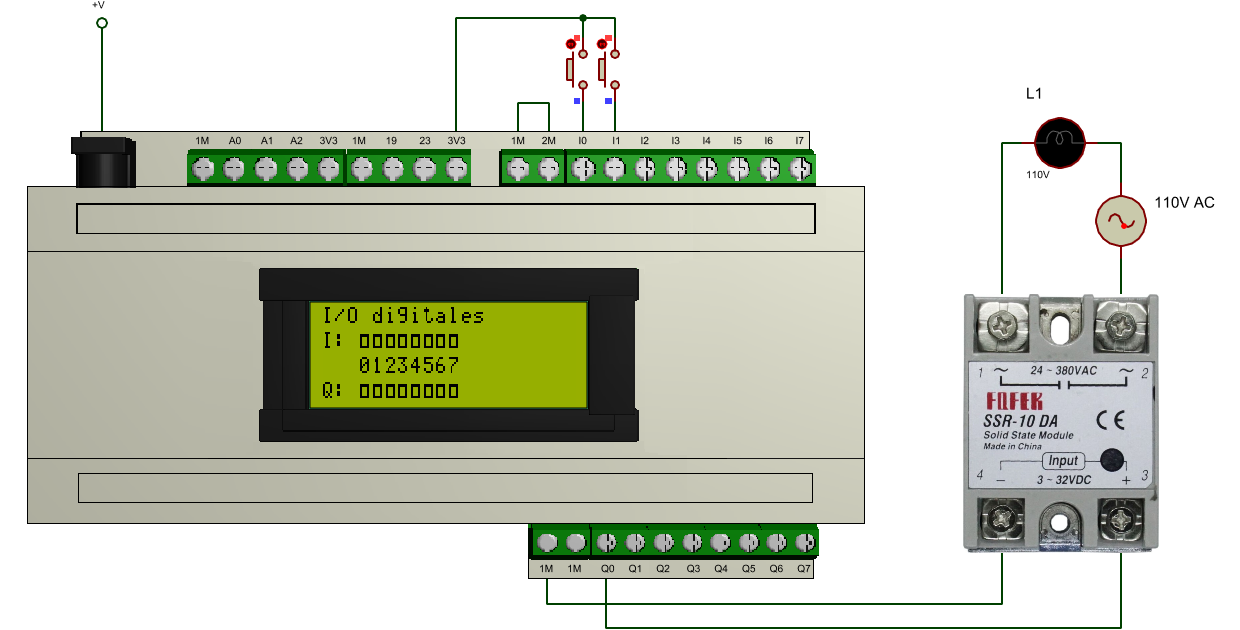 +V
L1
110V
110V AC
1M A0 A1 A2 3V3 1M 19 23 3V3 1M 2M I0 I1 I2 I3 I4 I5 I6 I7
I/O digitales
I: 00000000
01234567
Q: 00000000
1 ~ 24 ~ 380VAC ~ 2
FQFEK
SSR-10 DA
CE
Solid State Module
Made in China
4 Input 3
− 3 ~ 32VDC +
1M 1M Q0 Q1 Q2 Q3 Q4 Q5 Q6 Q7